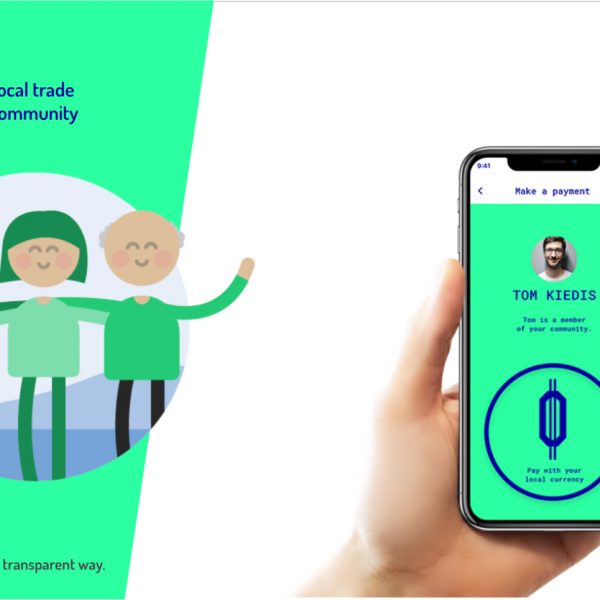 ocal trade
ommunity
transparent way.
9:41
Make a payment
TOM KIEDIS
Tom is a member
of your community.
Pay with your
local currency